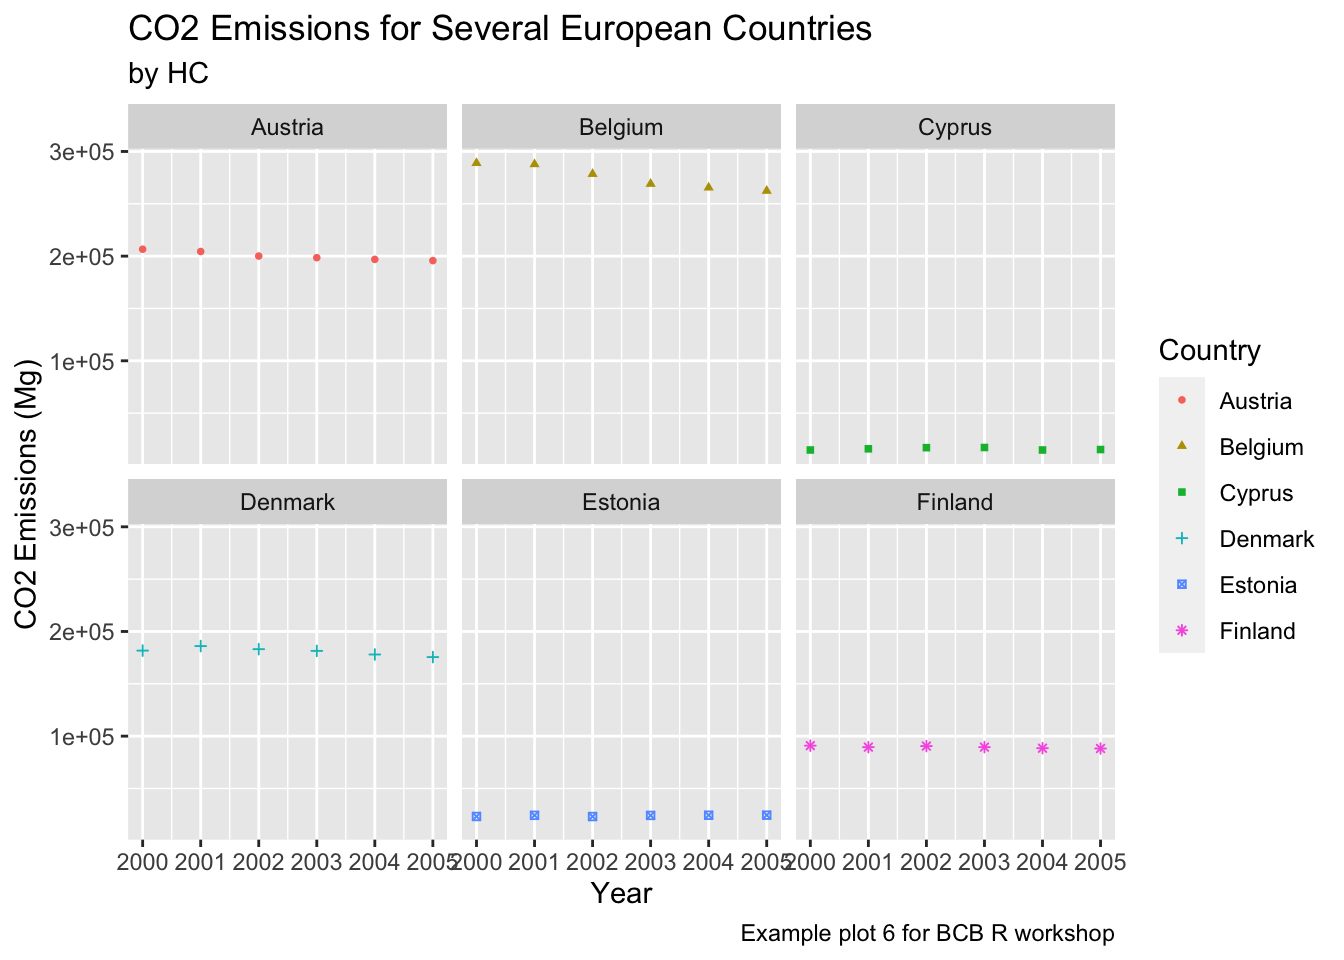 CO2 Emissions for Several European Countries
by HC
Austria
Belgium
Cyprus
3e+05
2e+05
1e+05
Denmark
Estonia
Finland
3e+05
2e+05
1e+05
CO2 Emissions (Mg)
2000 2001 2002 2003 2004 2005
2000 2001 2002 2003 2004 2005
2000 2001 2002 2003 2004 2005
Year
Country
Austria
Belgium
Cyprus
Denmark
Estonia
Finland
Example plot 6 for BCB R workshop